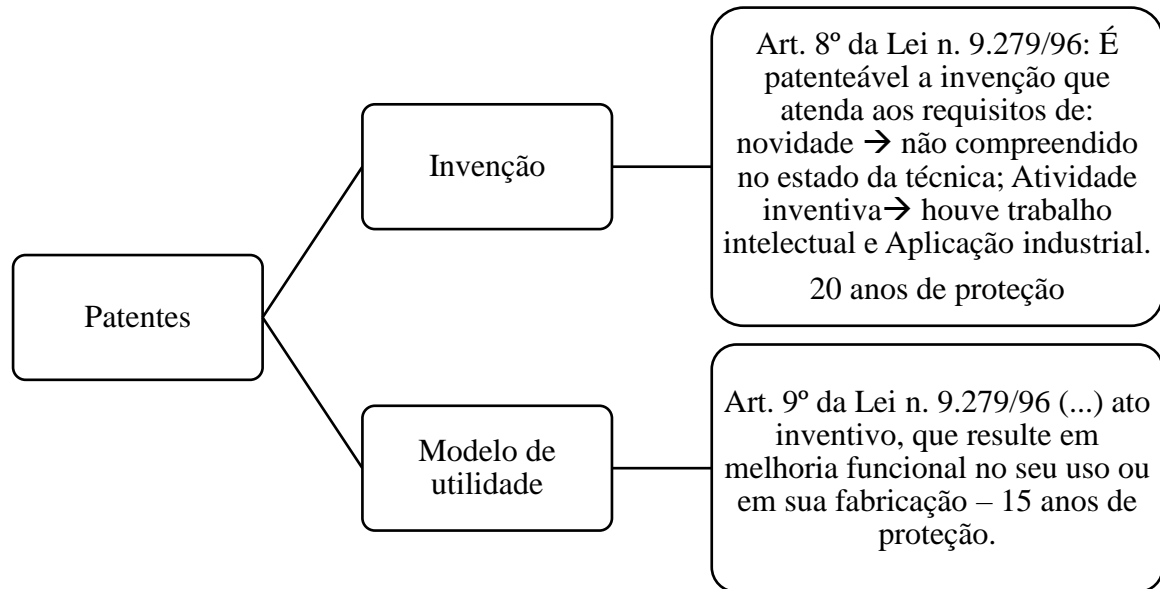 Patentes
Invenção
Art. 8º da Lei n. 9.279/96: É
patenteável a invenção que
atenda aos requisitos de:
novidade → não compreendido
no estado da técnica; Atividade
inventiva→ houve trabalho
intelectual e Aplicação industrial.
20 anos de proteção
Modelo de
utilidade
Art. 9º da Lei n. 9.279/96 (...) ato
inventivo, que resulte em
melhoria funcional no seu uso ou
em sua fabricação – 15 anos de
proteção.